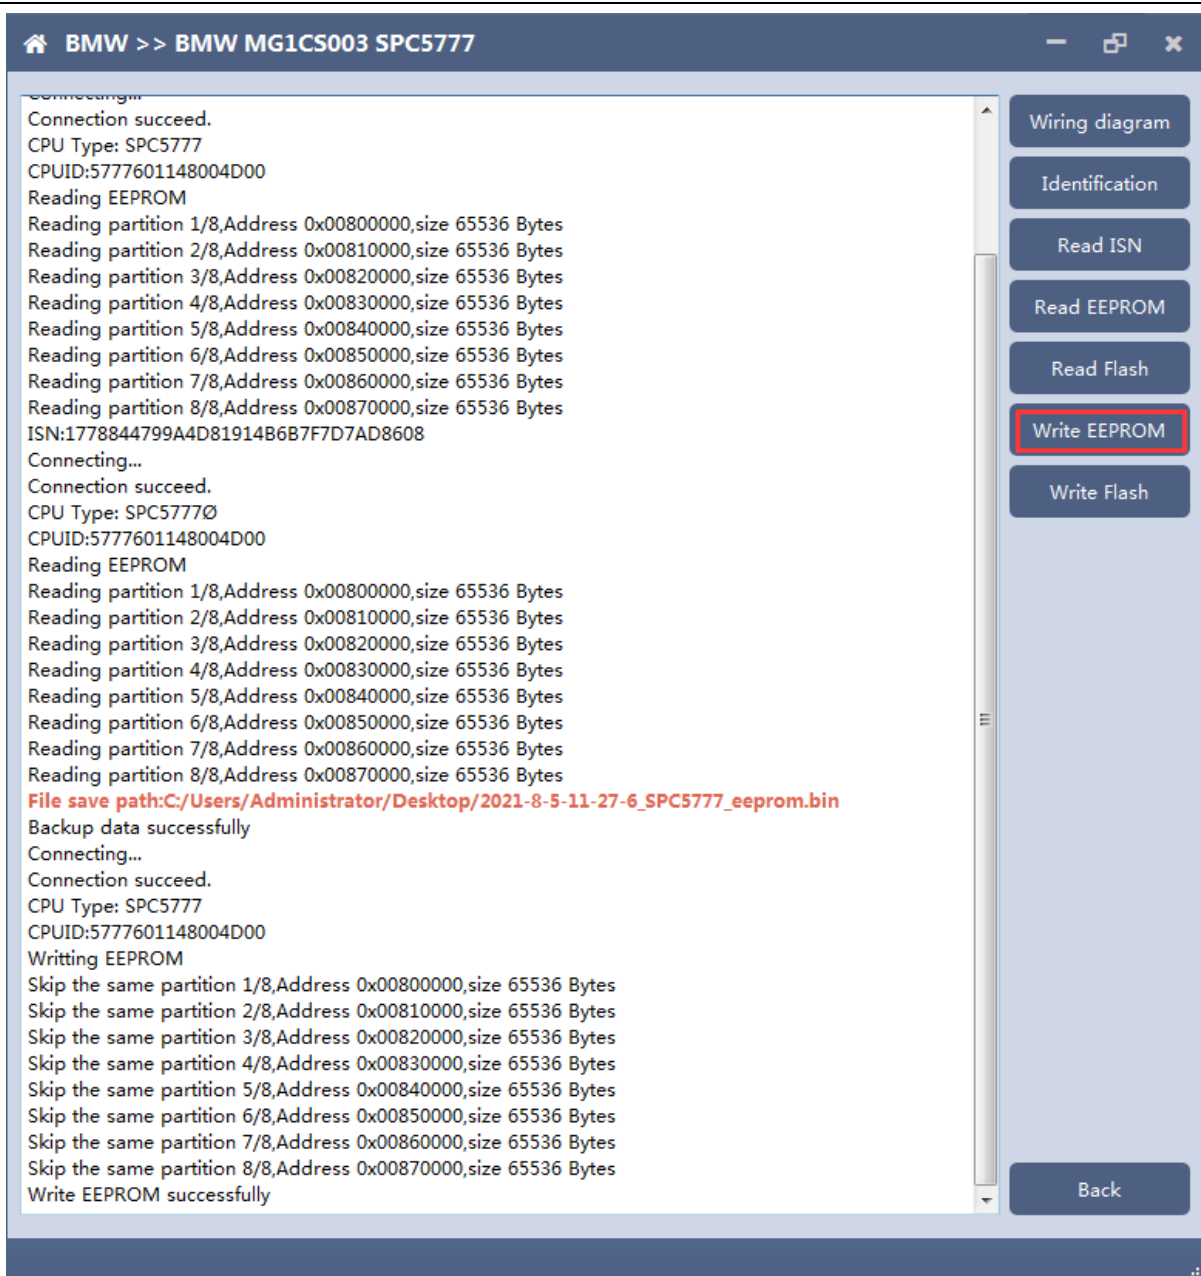 BMW >> BMW MG1CS003 SPC5777
Connecting...
Connection succeed.
CPU Type: SPC5777
CPUID:5777601148004D00
Reading EEPROM
Reading partition 1/8,Address 0x00800000,size 65536 Bytes
Reading partition 2/8,Address 0x00810000,size 65536 Bytes
Reading partition 3/8,Address 0x00820000,size 65536 Bytes
Reading partition 4/8,Address 0x00830000,size 65536 Bytes
Reading partition 5/8,Address 0x00840000,size 65536 Bytes
Reading partition 6/8,Address 0x00850000,size 65536 Bytes
Reading partition 7/8,Address 0x00860000,size 65536 Bytes
Reading partition 8/8,Address 0x00870000,size 65536 Bytes
ISN:1778844799A4D81914B6B7F7D7AD8608
Connecting...
Connection succeed.
CPU Type: SPC5777Ø
CPUID:5777601148004D00
Reading EEPROM
Reading partition 1/8,Address 0x00800000,size 65536 Bytes
Reading partition 2/8,Address 0x00810000,size 65536 Bytes
Reading partition 3/8,Address 0x00820000,size 65536 Bytes
Reading partition 4/8,Address 0x00830000,size 65536 Bytes
Reading partition 5/8,Address 0x00840000,size 65536 Bytes
Reading partition 6/8,Address 0x00850000,size 65536 Bytes
Reading partition 7/8,Address 0x00860000,size 65536 Bytes
Reading partition 8/8,Address 0x00870000,size 65536 Bytes
File save path:C:/Users/Administrator/Desktop/2021-8-5-11-27-6_SPC5777_eeprom.bin
Backup data successfully
Connecting...
Connection succeed.
CPU Type: SPC5777
CPUID:5777601148004D00
Writting EEPROM
Skip the same partition 1/8,Address 0x00800000,size 65536 Bytes
Skip the same partition 2/8,Address 0x00810000,size 65536 Bytes
Skip the same partition 3/8,Address 0x00820000,size 65536 Bytes
Skip the same partition 4/8,Address 0x00830000,size 65536 Bytes
Skip the same partition 5/8,Address 0x00840000,size 65536 Bytes
Skip the same partition 6/8,Address 0x00850000,size 65536 Bytes
Skip the same partition 7/8,Address 0x00860000,size 65536 Bytes
Skip the same partition 8/8,Address 0x00870000,size 65536 Bytes
Write EEPROM successfully
Wiring diagram
Identification
Read ISN
Read EEPROM
Read Flash
Write EEPROM
Write Flash
Back